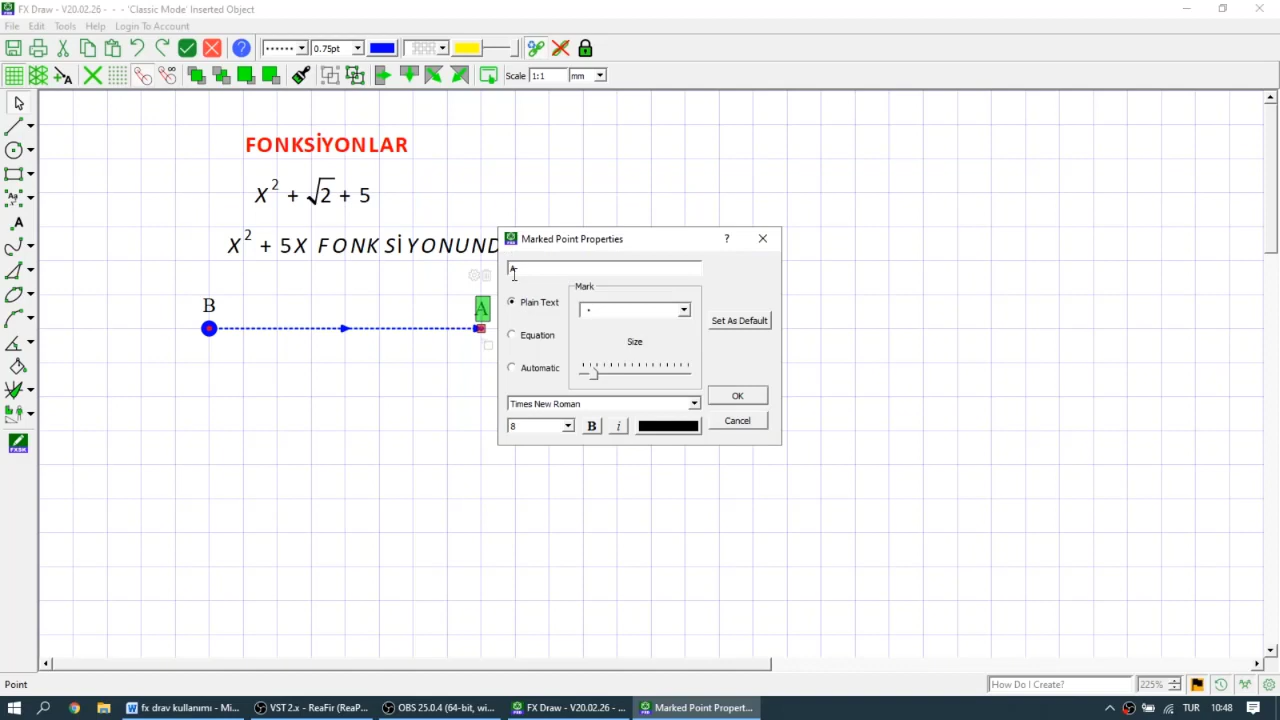 FX Draw - V20.02.26 - - - 'Classic Mode' Inserted Object
File Edit Tools Help Login To Account
0.75pt
Scale 1:1 mm
FONKSİYONLAR
X² + √2 + 5
X² + 5X FONKSİYONUND
B
A
Marked Point Properties ?
A
Plain Text
Equation
Automatic
Mark
Size
Set As Default
Times New Roman
8 B i
OK
Cancel
Point
How Do I Create?
225%
fx drav kullanımı - Mi...
VST 2.x - ReaFir (ReaP...
OBS 25.0.4 (64-bit, wi...
FX Draw - V20.02.26 - ...
Marked Point Propert...
TUR 10:48